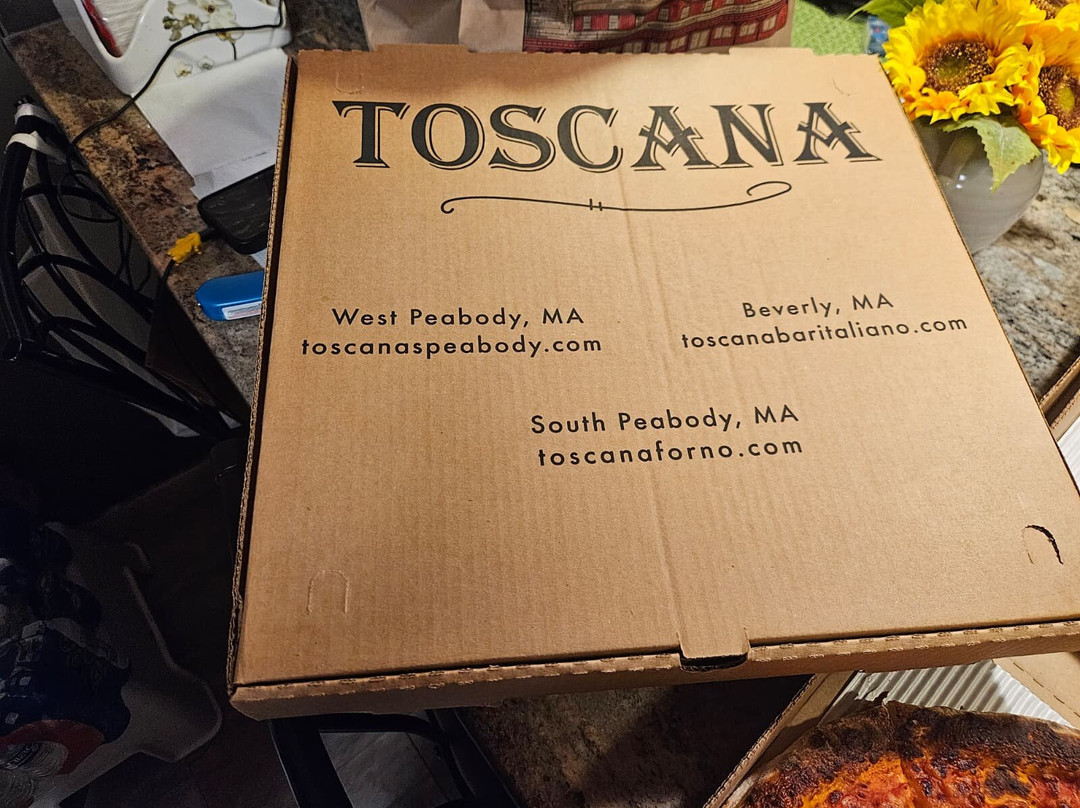 TOSCANA
West Peabody, MA
toscanaspeabody.com
Beverly, MA
toscanabaritaliano.com
South Peabody, MA
toscanaforno.com